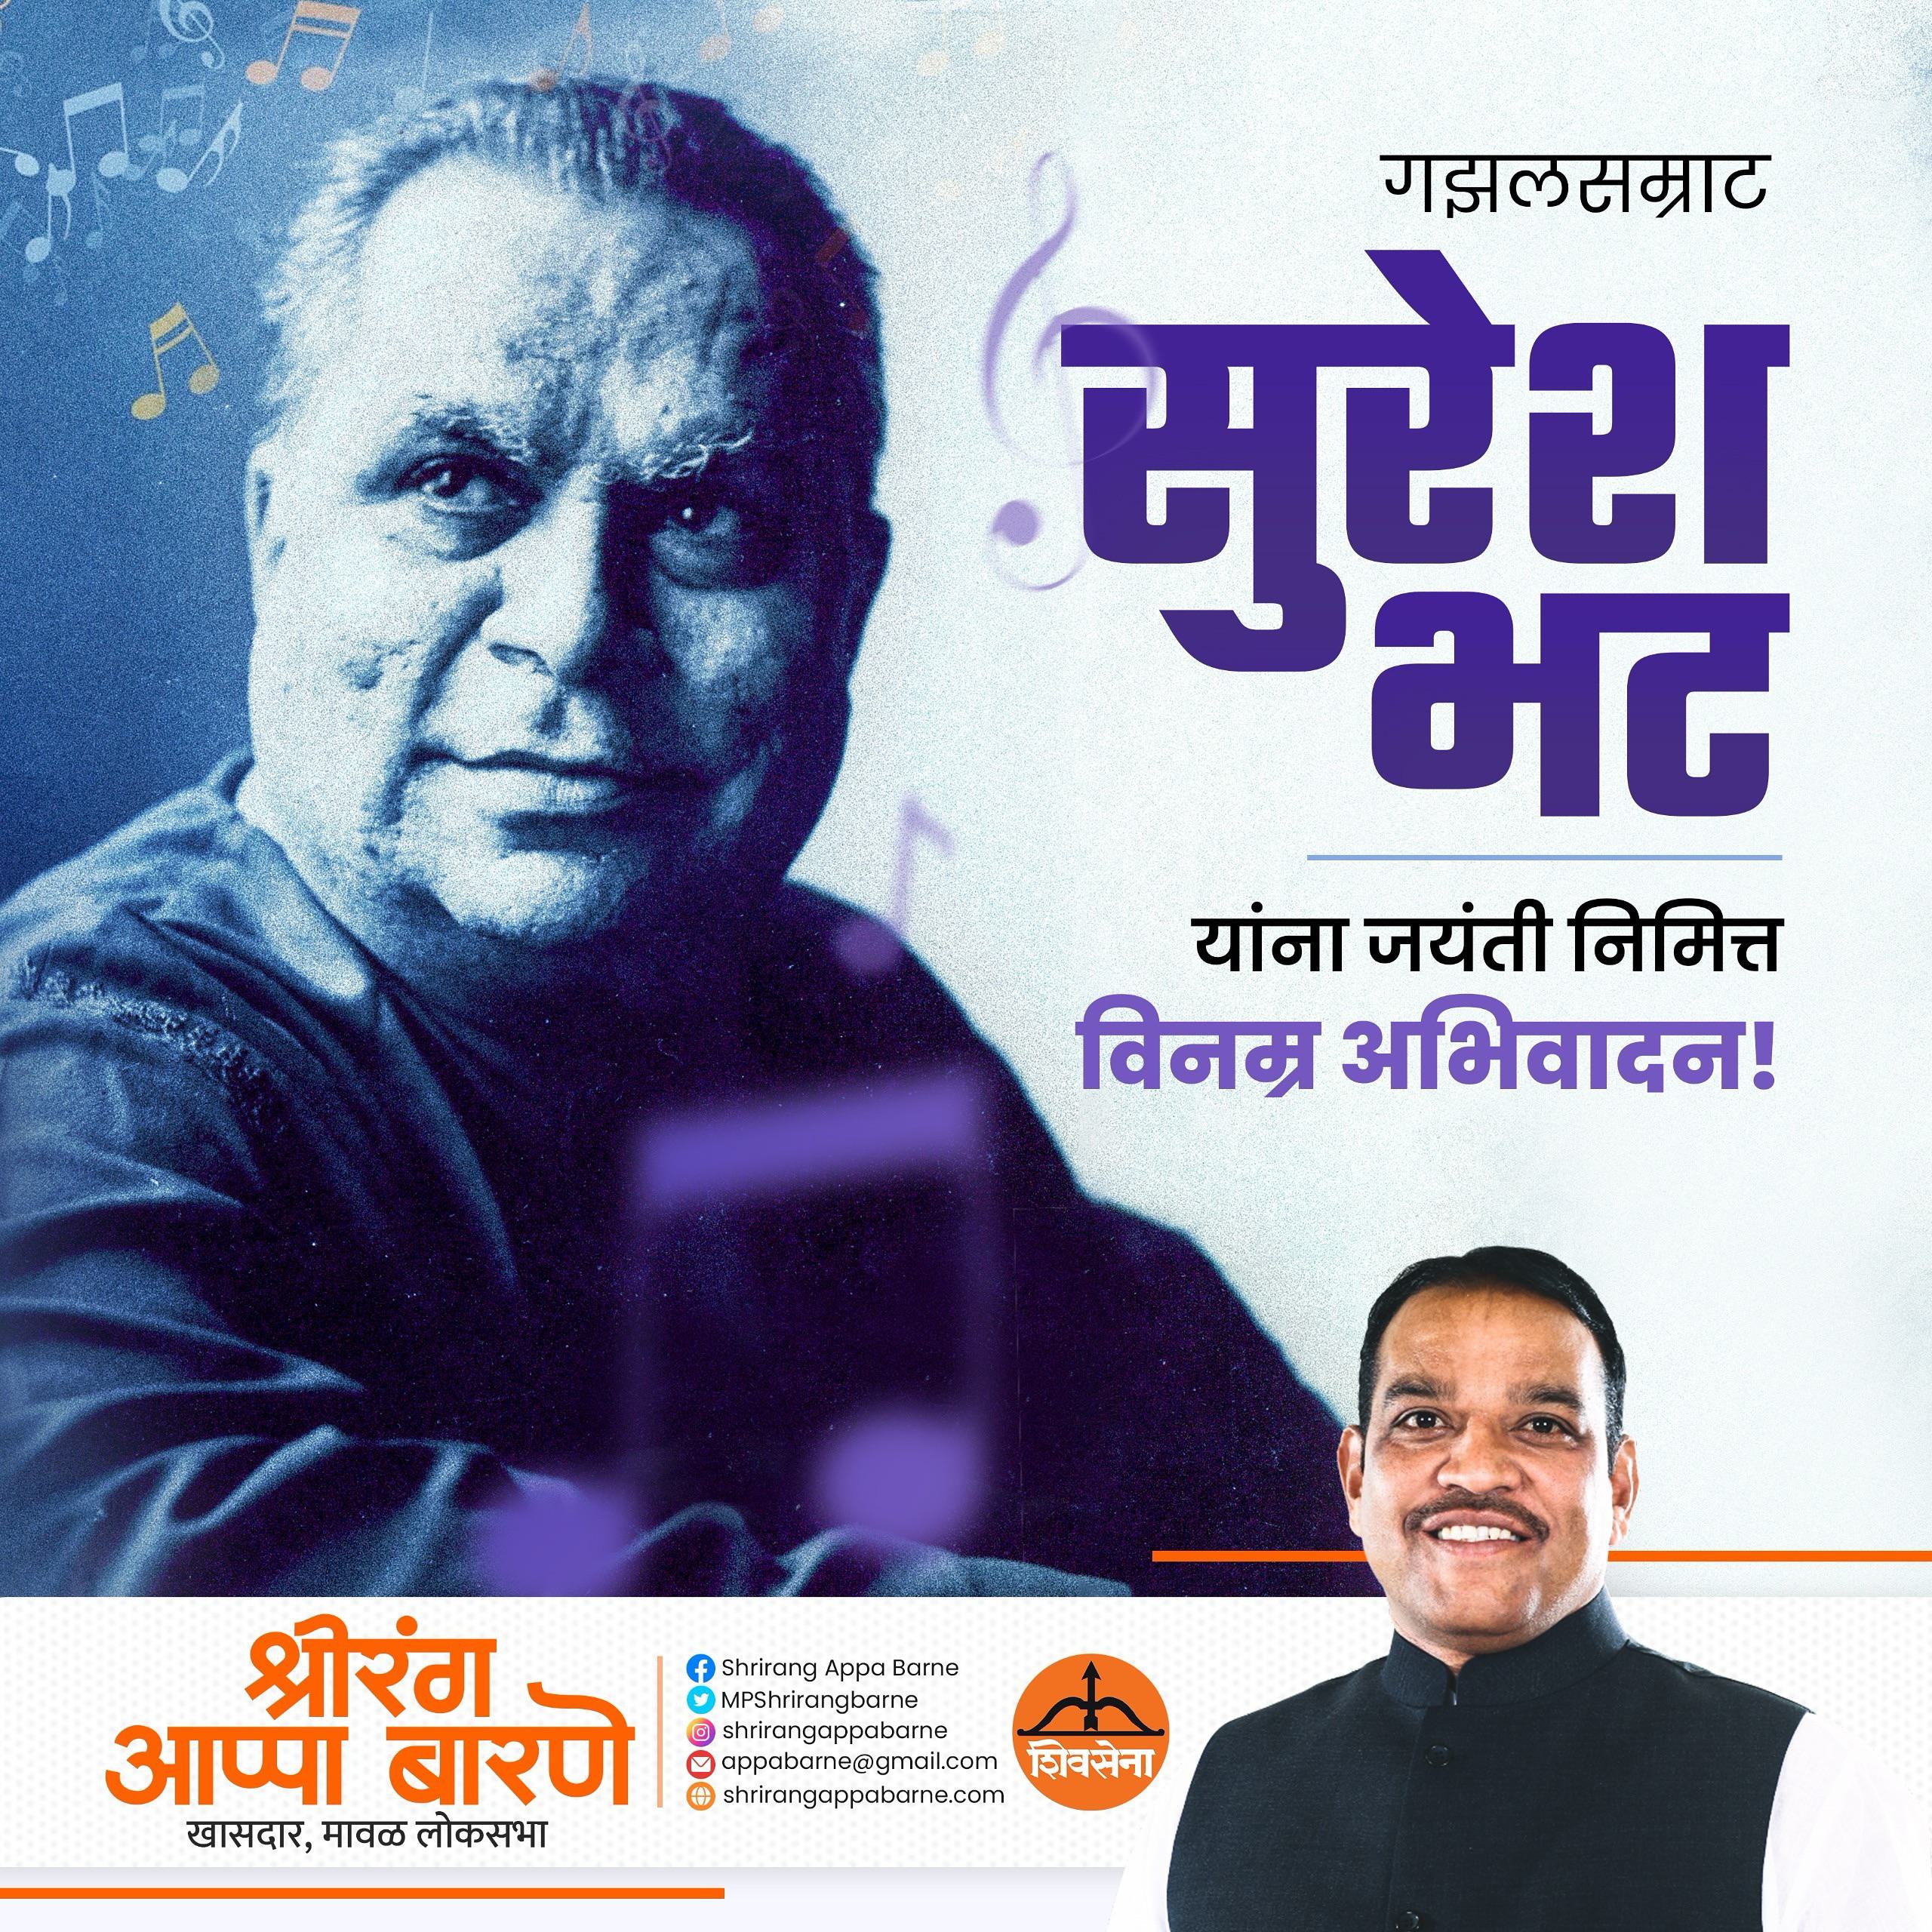 गझलसम्राट
सुरेश
भट
यांना जयंती निमित्त
विनम्र अभिवादन!
श्रीरंग
आप्पा बारणे
खासदार, मावळ लोकसभा
Shrirang Appa Barne
MPShrirangbarne
shrirangappabarne
appabarne@gmail.com
shrirangappabarne.com
शिवसेना